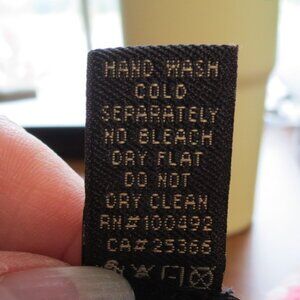 HAND WASH
COLD
SEPARATELY
NO BLEACH
DRY FLAT
DO NOT
DRY CLEAN
RN#100492
CA# 25366